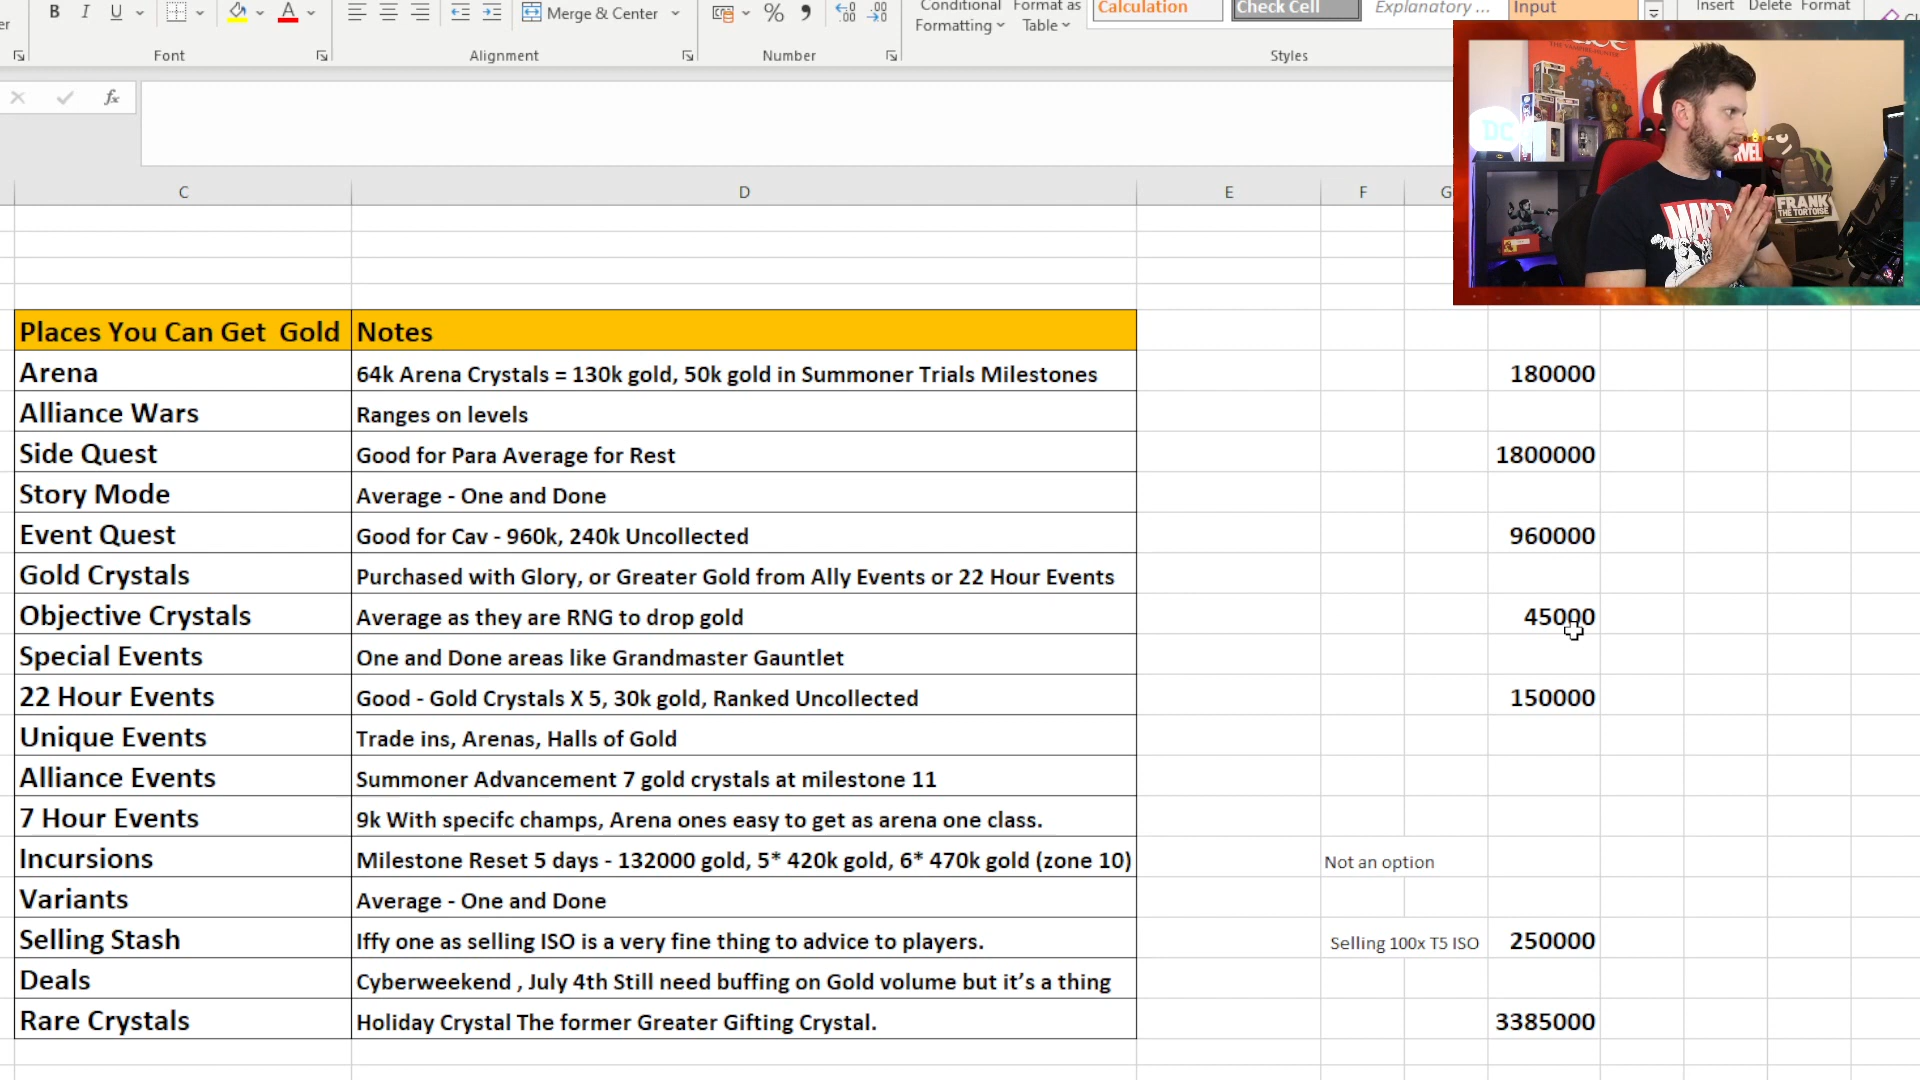 B I U A Merge & Center % 9 Conditional Format as Calculation Check Cell Explanatory ... Input Insert Delete Format
Formatting Table
Font Alignment Number Styles
fx
C D E F G
DC
MARVEL
FRANK
THE TORTOISE
Places You Can Get Gold Notes
Arena 64k Arena Crystals = 130k gold, 50k gold in Summoner Trials Milestones 180000
Alliance Wars Ranges on levels
Side Quest Good for Para Average for Rest 1800000
Story Mode Average - One and Done
Event Quest Good for Cav - 960k, 240k Uncollected 960000
Gold Crystals Purchased with Glory, or Greater Gold from Ally Events or 22 Hour Events
Objective Crystals Average as they are RNG to drop gold 45000
Special Events One and Done areas like Grandmaster Gauntlet
22 Hour Events Good - Gold Crystals X 5, 30k gold, Ranked Uncollected 150000
Unique Events Trade ins, Arenas, Halls of Gold
Alliance Events Summoner Advancement 7 gold crystals at milestone 11
7 Hour Events 9k With specifc champs, Arena ones easy to get as arena one class.
Incursions Milestone Reset 5 days - 132000 gold, 5* 420k gold, 6* 470k gold (zone 10) Not an option
Variants Average - One and Done
Selling Stash Iffy one as selling ISO is a very fine thing to advice to players. Selling 100x T5 ISO 250000
Deals Cyberweekend , July 4th Still need buffing on Gold volume but it's a thing
Rare Crystals Holiday Crystal The former Greater Gifting Crystal. 3385000